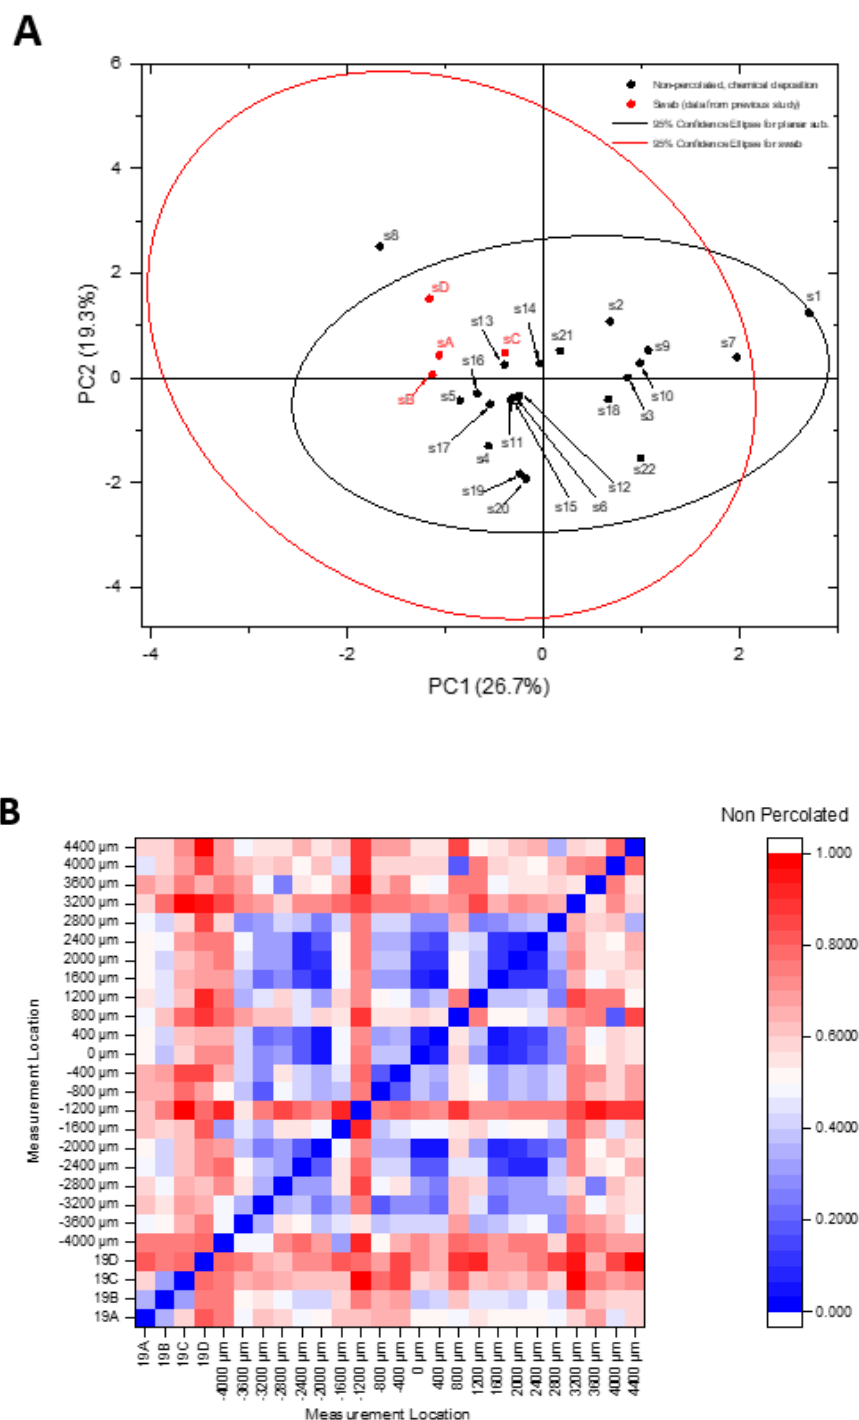 A
6
4
2
0
-2
-4
-4 -2 0 2
PC2 (19.3%)
PC1 (26.7%)
Non-percolated, chemical deposition
Swab (data from previous study)
95% Confidence Ellipse for planar sub.
95% Confidence Ellipse for swab
s8
sD
s1
s14
s2
s13
sC
s21
s7
sA
s9
s16
sB
s5
s10
s18
s3
s17
s11
s4
s22
s19
s12
s20
s15
s6
B
Non Percolated
4400 µm
4000 µm
3600 µm
3200 µm
2800 µm
2400 µm
2000 µm
1600 µm
1200 µm
800 µm
400 µm
0 µm
-400 µm
-800 µm
-1200 µm
-1600 µm
-2000 µm
-2400 µm
-2800 µm
-3200 µm
-3600 µm
-4000 µm
19D
19C
19B
19A
Measurement Location
19A
19B
19C
19D
-4000 µm
-3600 µm
-3200 µm
-2800 µm
-2400 µm
-2000 µm
-1600 µm
-1200 µm
-800 µm
-400 µm
0 µm
400 µm
800 µm
1200 µm
1600 µm
2000 µm
2400 µm
2800 µm
3200 µm
3600 µm
4000 µm
4400 µm
Measurement Location
1.000
0.8000
0.6000
0.4000
0.2000
0.000